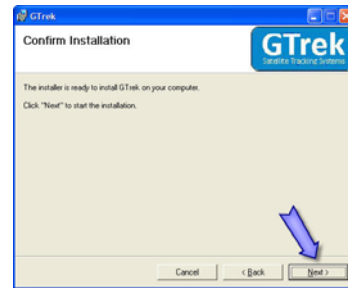 GTrek
Confirm Installation
GTrek
Satellite Tracking Systems
The installer is ready to install GTrek on your computer.
Click "Next" to start the installation.
Cancel
< Back
Next >